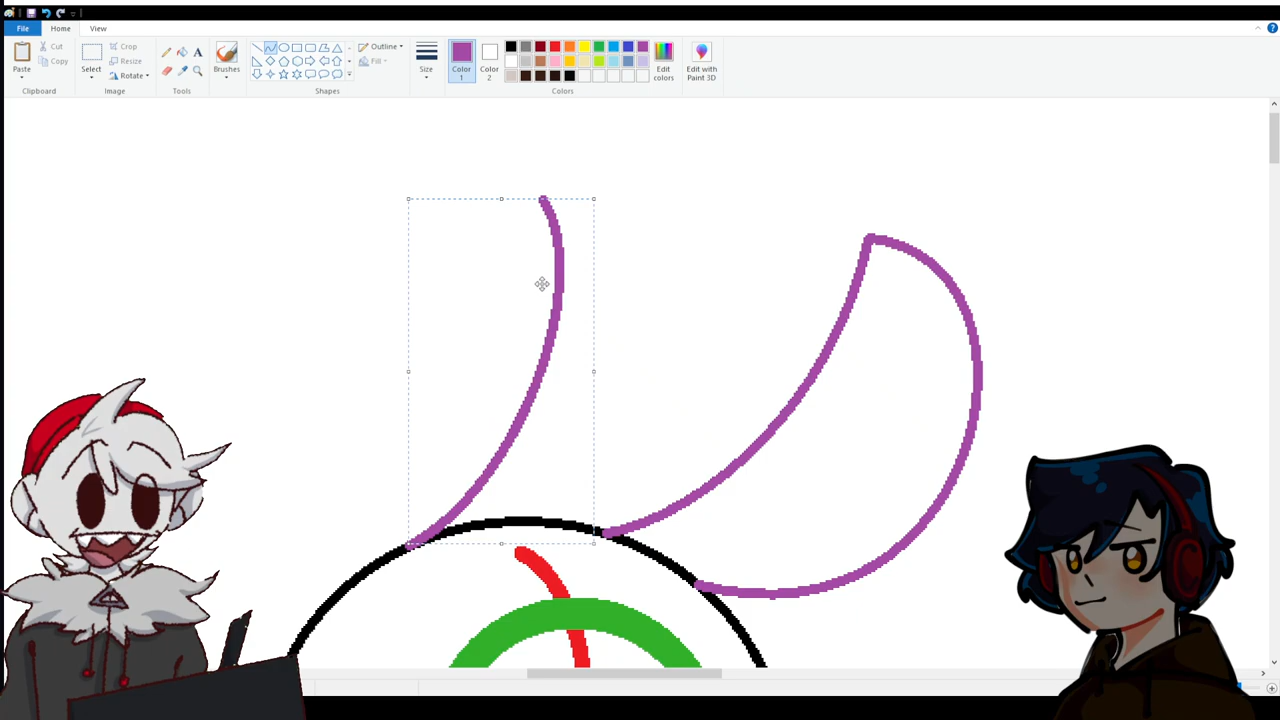 File Home View
Paste
Cut
Copy
Clipboard
Select
Crop
Resize
Rotate
Image
A
Tools
Brushes
Shapes
Outline
Fill
Size
Color
1
Color
2
Edit
colors
Colors
Edit with
Paint 3D